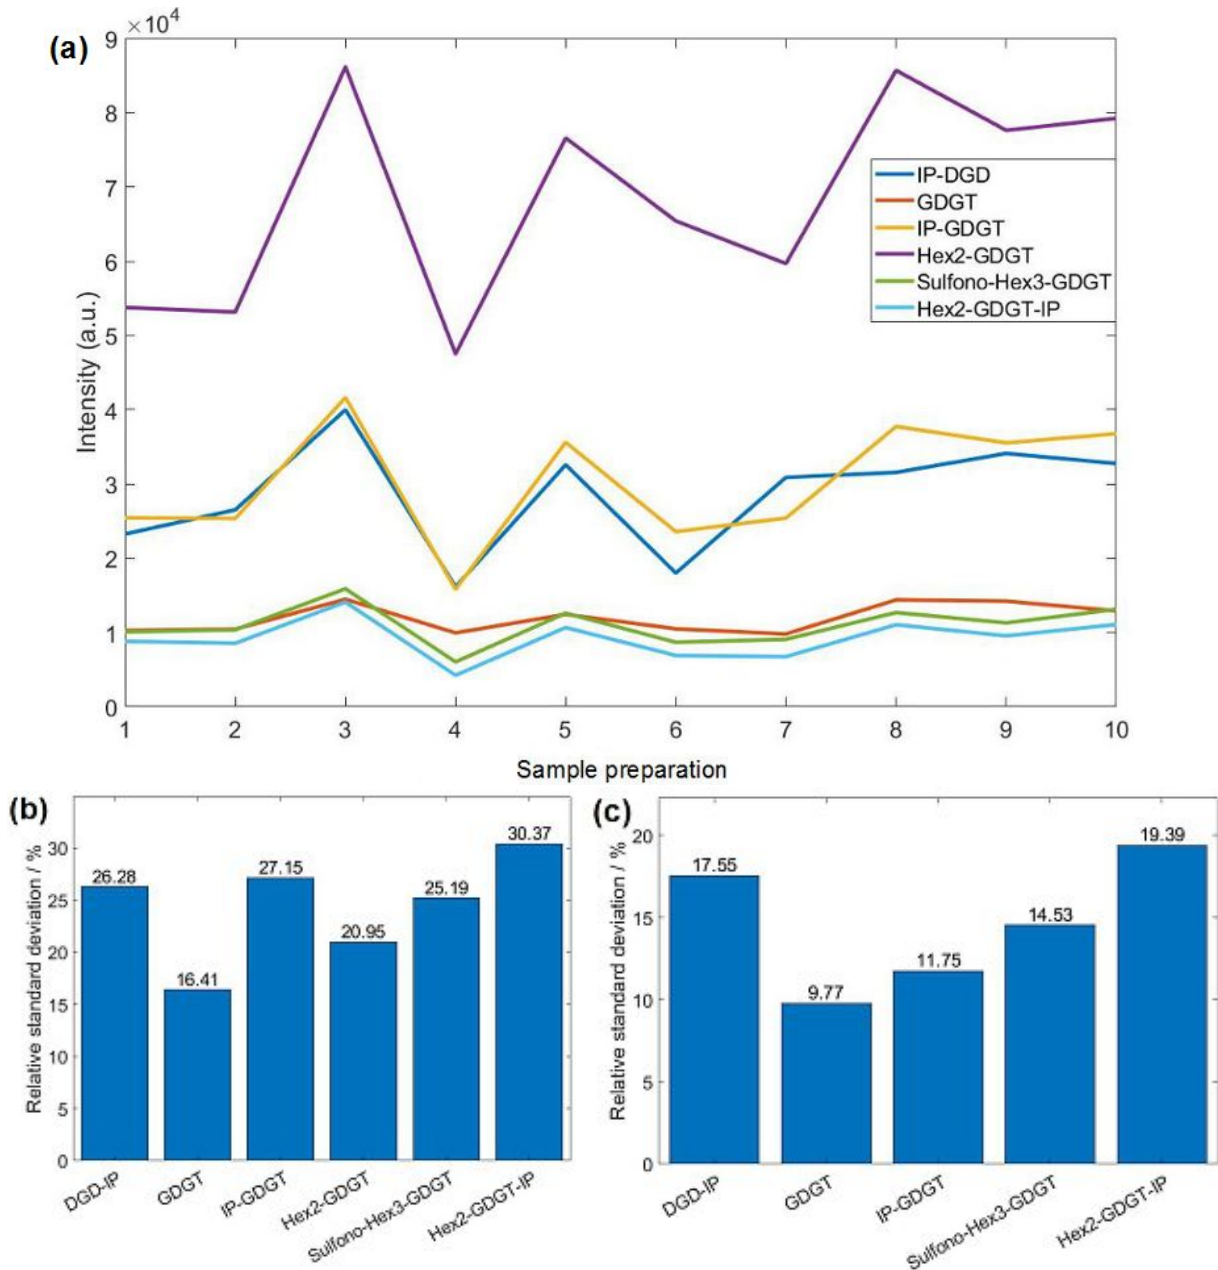 (a)
×10⁴
9
8
7
6
5
4
3
2
1
0
Intensity (a.u.)
IP-DGD
GDGT
IP-GDGT
Hex2-GDGT
Sulfono-Hex3-GDGT
Hex2-GDGT-IP
1 2 3 4 5 6 7 8 9 10
Sample preparation
(b)
Relative standard deviation / %
30
25
20
15
10
5
0
26.28
16.41
27.15
20.95
25.19
30.37
DGD-IP
GDGT
IP-GDGT
Hex2-GDGT
Sulfono-Hex3-GDGT
Hex2-GDGT-IP
(c)
Relative standard deviation / %
20
15
10
5
0
17.55
9.77
11.75
14.53
19.39
DGD-IP
GDGT
IP-GDGT
Sulfono-Hex3-GDGT
Hex2-GDGT-IP